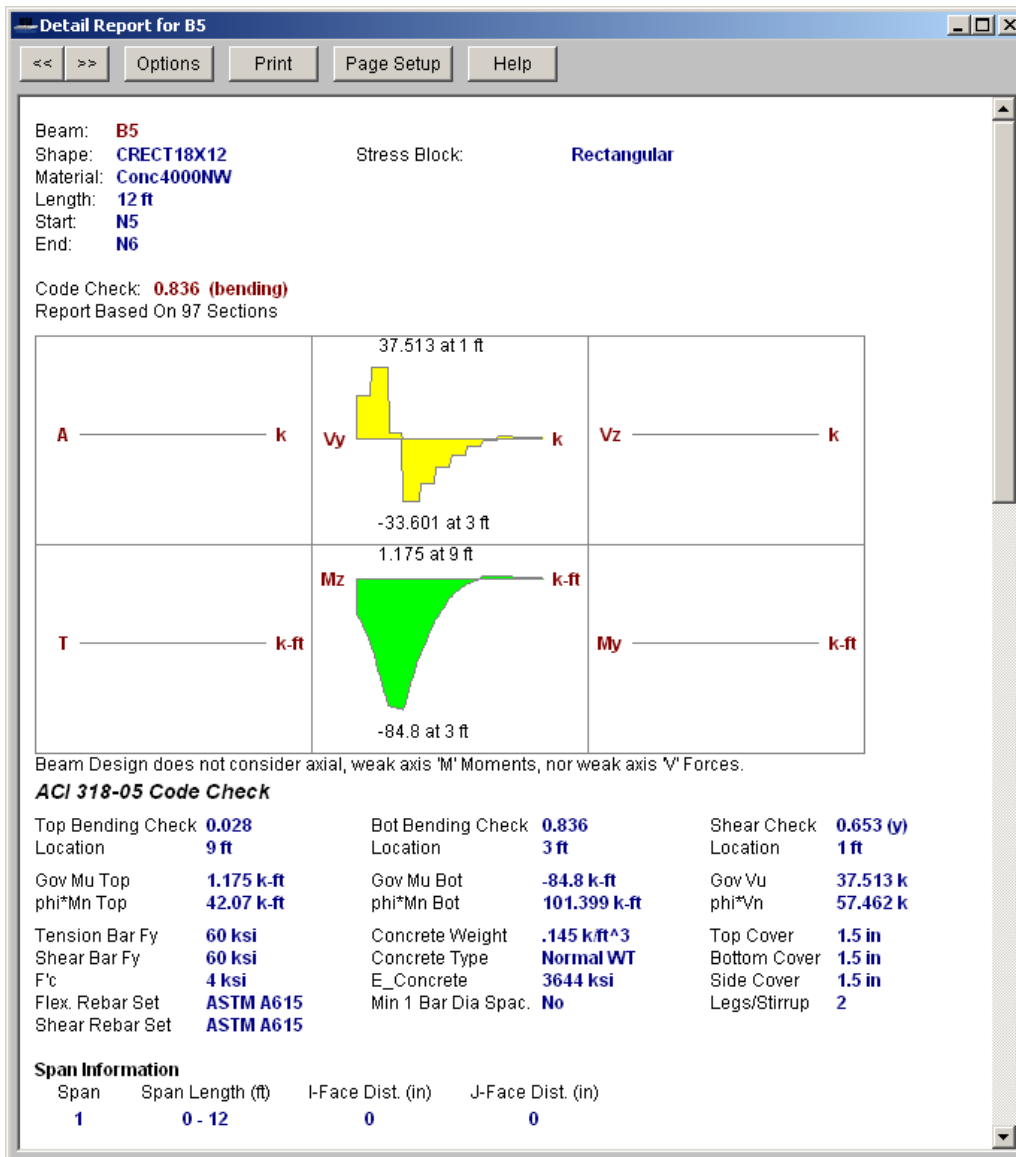 Detail Report for B5
<< >> Options Print Page Setup Help
Beam: B5
Shape: CRECT18X12 Stress Block: Rectangular
Material: Conc4000NW
Length: 12 ft
Start: N5
End: N6
Code Check: 0.836 (bending)
Report Based On 97 Sections
37.513 at 1 ft
A k Vy k Vz k
-33.601 at 3 ft
1.175 at 9 ft
Mz k-ft
T k-ft My k-ft
-84.8 at 3 ft
Beam Design does not consider axial, weak axis 'M' Moments, nor weak axis 'V' Forces.
ACI 318-05 Code Check
Top Bending Check 0.028 Bot Bending Check 0.836 Shear Check 0.653 (y)
Location 9 ft Location 3 ft Location 1 ft
Gov Mu Top 1.175 k-ft Gov Mu Bot -84.8 k-ft Gov Vu 37.513 k
phi*Mn Top 42.07 k-ft phi*Mn Bot 101.399 k-ft phi*Vn 57.462 k
Tension Bar Fy 60 ksi Concrete Weight .145 k/ft^3 Top Cover 1.5 in
Shear Bar Fy 60 ksi Concrete Type Normal WT Bottom Cover 1.5 in
F'c 4 ksi E_Concrete 3644 ksi Side Cover 1.5 in
Flex. Rebar Set ASTM A615 Min 1 Bar Dia Spac. No Legs/Stirrup 2
Shear Rebar Set ASTM A615
Span Information
Span Span Length (ft) I-Face Dist. (in) J-Face Dist. (in)
1 0 - 12 0 0